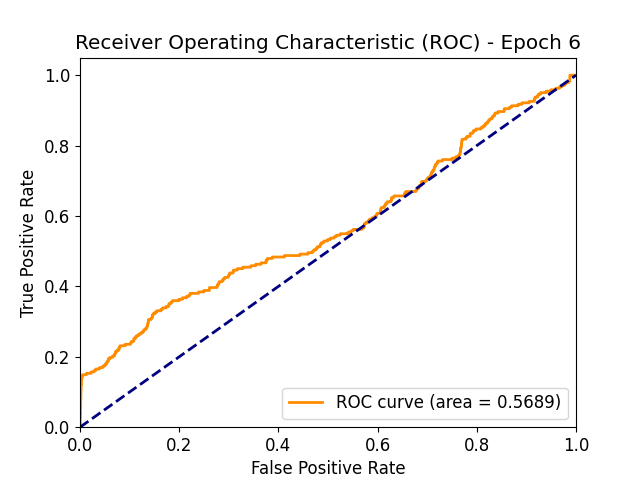 Receiver Operating Characteristic (ROC) - Epoch 6
1.0
0.8
0.6
0.4
0.2
0.0
True Positive Rate
ROC curve (area = 0.5689)
0.0 0.2 0.4 0.6 0.8 1.0
False Positive Rate